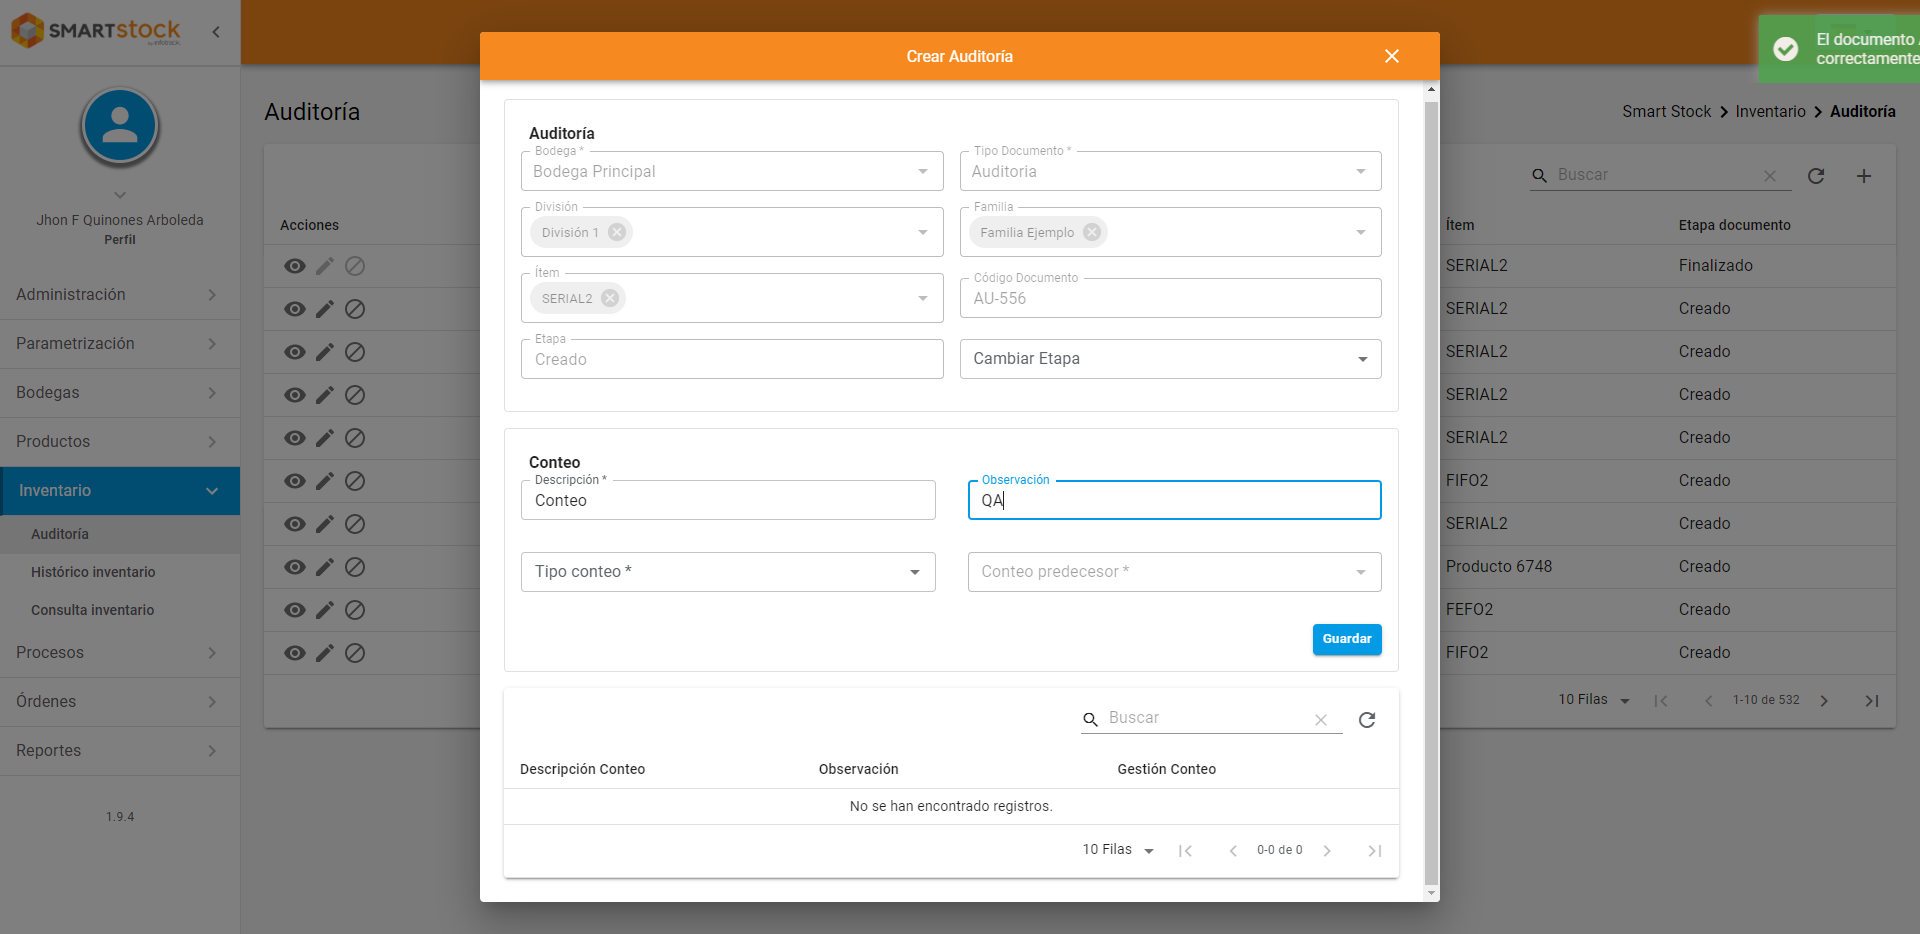 SMARTSTOCK
by infotrack
Jhon F Quinones Arboleda
Perfil
Administración
Parametrización
Bodegas
Productos
Inventario
Auditoría
Histórico inventario
Consulta inventario
Procesos
Órdenes
Reportes
1.9.4
Auditoría
Smart Stock > Inventario > Auditoría
Buscar
Acciones
Ítem Etapa documento
SERIAL2 Finalizado
SERIAL2 Creado
SERIAL2 Creado
SERIAL2 Creado
SERIAL2 Creado
FIFO2 Creado
SERIAL2 Creado
Producto 6748 Creado
FEFO2 Creado
FIFO2 Creado
10 Filas 1-10 de 532
El documento
correctamente
Crear Auditoría
Auditoría
Bodega * Tipo Documento *
Bodega Principal Auditoria
División Familia
División 1 Familia Ejemplo
Ítem Código Documento
SERIAL2 AU-556
Etapa
Creado Cambiar Etapa
Conteo
Descripción * Observación
Conteo QA
Tipo conteo * Conteo predecesor *
Guardar
Buscar
Descripción Conteo Observación Gestión Conteo
No se han encontrado registros.
10 Filas 0-0 de 0